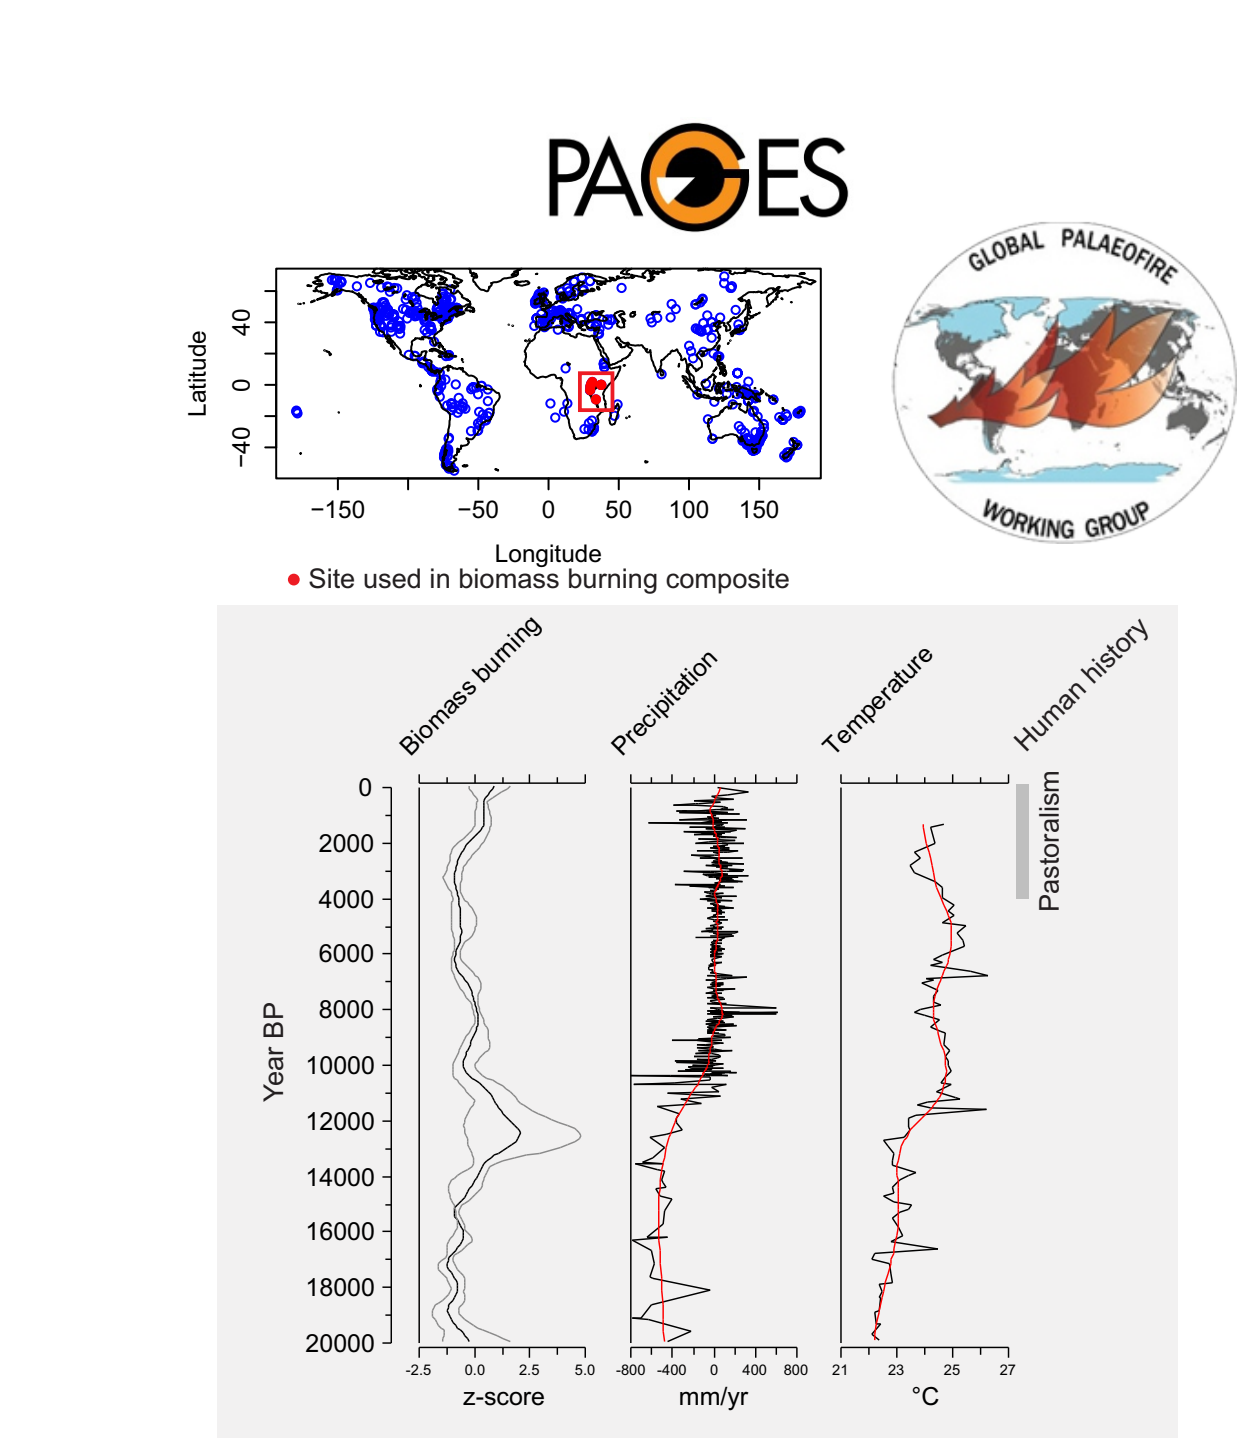 PAGES
GLOBAL PALAEOFIRE
WORKING GROUP
Latitude
40
0
−40
−150
−50
0
50
100
150
Longitude
Site used in biomass burning composite
Biomass burning
Precipitation
Temperature
Human history
Year BP
0
2000
4000
6000
8000
10000
12000
14000
16000
18000
20000
Pastoralism
-2.5 0.0 2.5 5.0
z-score
-800 -400 0 400 800
mm/yr
21 23 25 27
°C